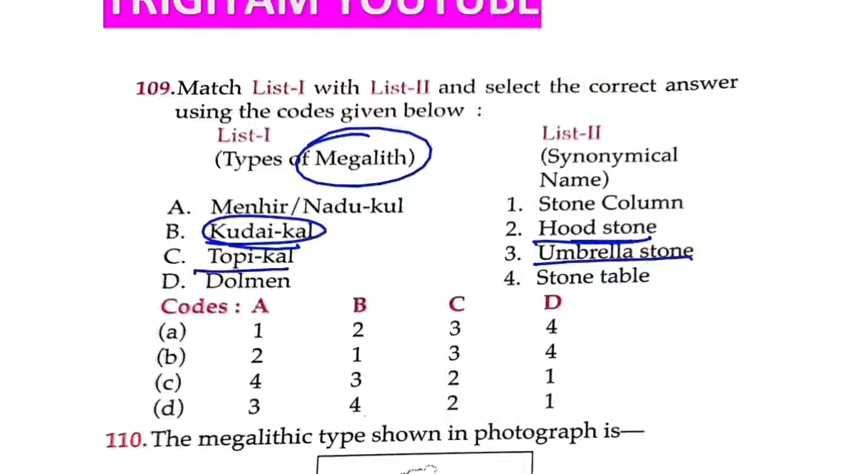 TRIGITAM YOUTUBE
109. Match List-I with List-II and select the correct answer
using the codes given below :
List-I List-II
(Types of Megalith) (Synonymical
Name)
A. Menhir/Nadu-kul 1. Stone Column
B. Kudai-kal 2. Hood stone
C. Topi-kal 3. Umbrella stone
D. Dolmen 4. Stone table
Codes : A B C D
(a) 1 2 3 4
(b) 2 1 3 4
(c) 4 3 2 1
(d) 3 4 2 1
110. The megalithic type shown in photograph is—